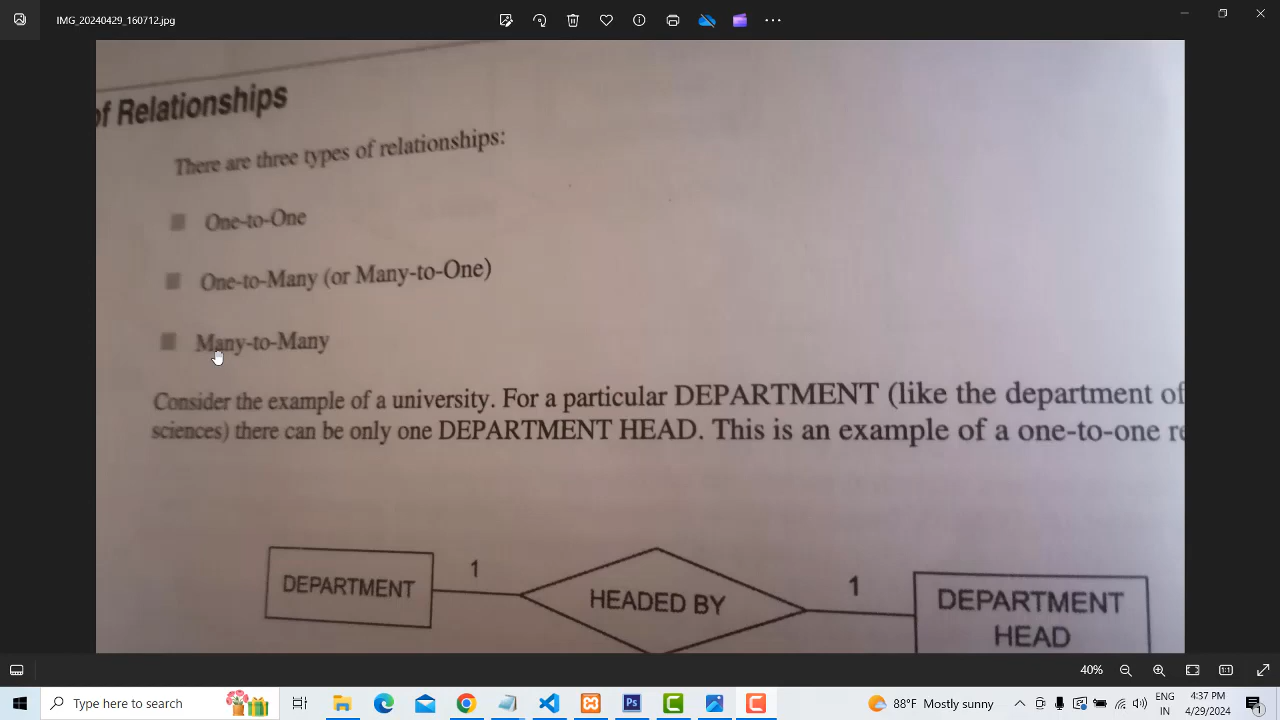 IMG_20240429_160712.jpg
of Relationships
There are three types of relationships:
One-to-One
One-to-Many (or Many-to-One)
Many-to-Many
Consider the example of a university. For a particular DEPARTMENT (like the department of
sciences) there can be only one DEPARTMENT HEAD. This is an example of a one-to-one re
DEPARTMENT
1
HEADED BY
1
DEPARTMENT
HEAD
40%
Type here to search
88°F Mostly sunny
ENG
IN
4:37 PM
4/29/2024